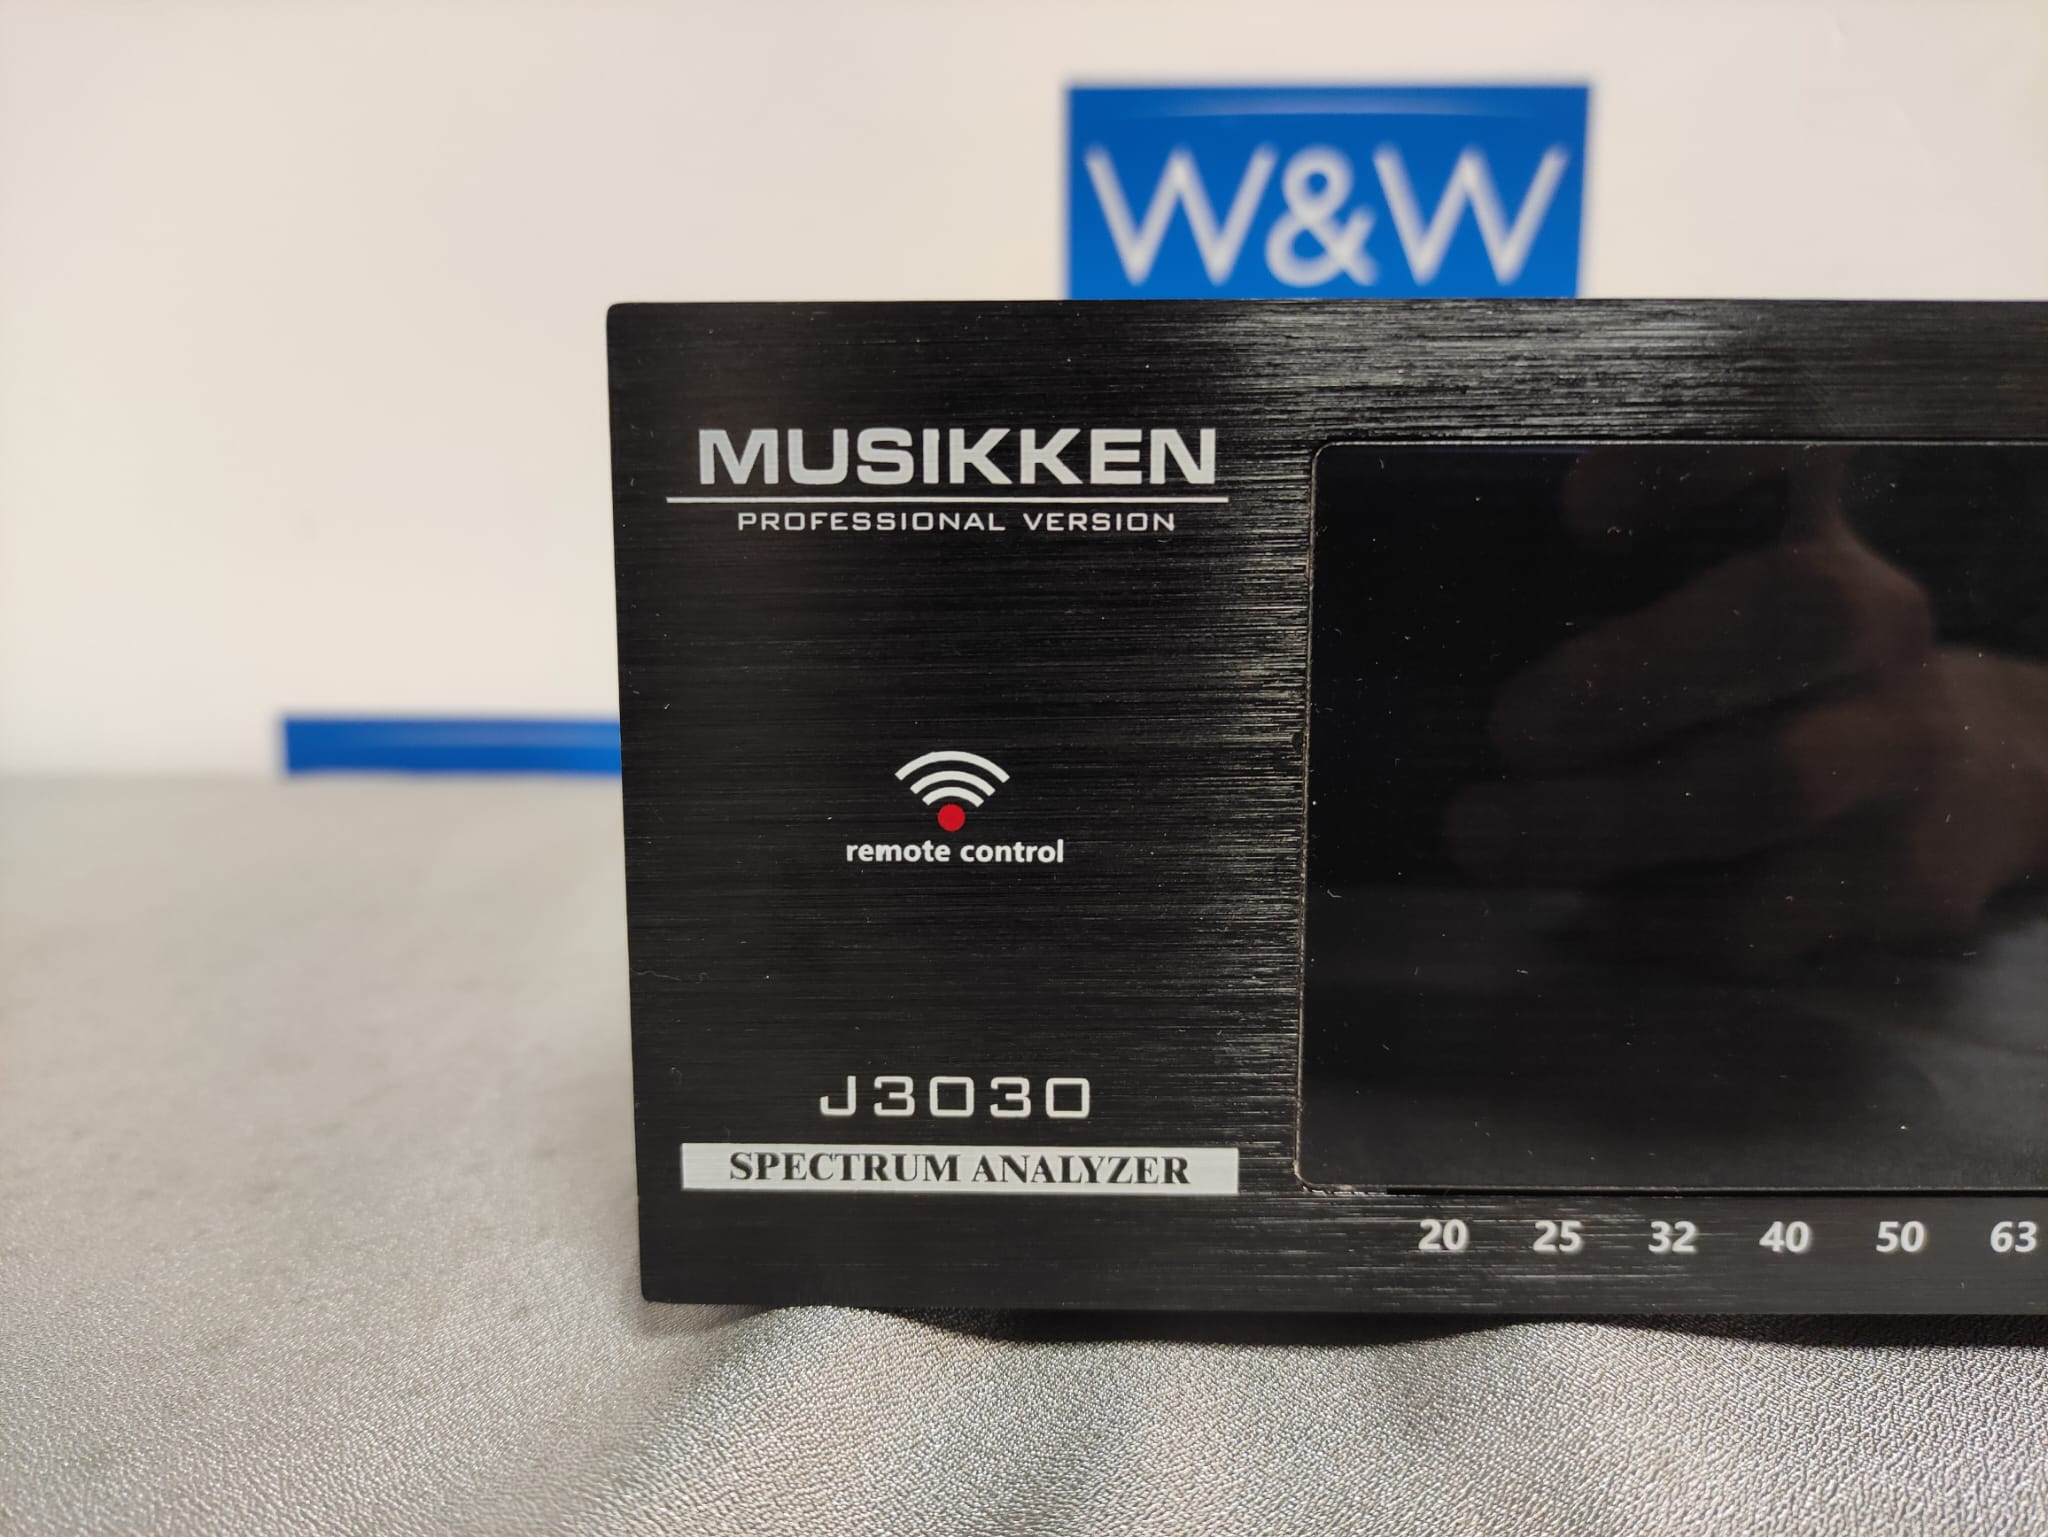 W&W
MUSIKKEN
PROFESSIONAL VERSION
remote control
J3030
SPECTRUM ANALYZER
20 25 32 40 50 63